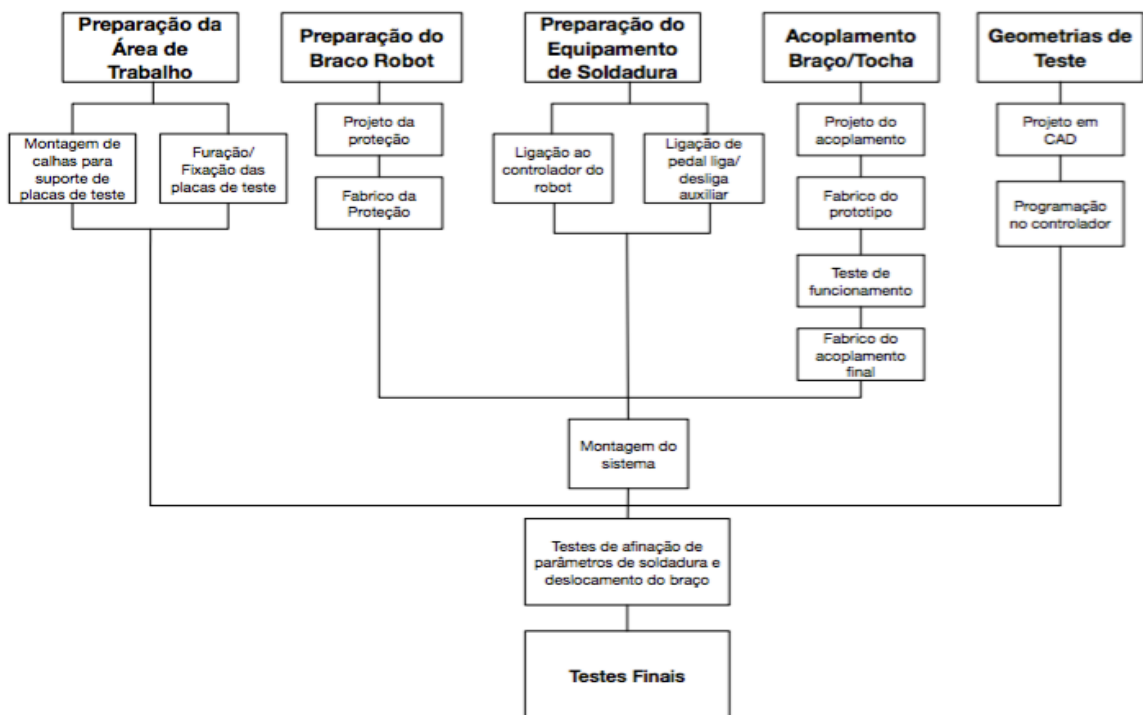 Preparação da
Área de
Trabalho
Preparação do
Braco Robot
Preparação do
Equipamento
de Soldadura
Acoplamento
Braço/Tocha
Geometrias de
Teste
Montagem de
calhas para
suporte de
placas de teste
Furação/
Fixação das
placas de teste
Projeto da
proteção
Fabrico da
Proteção
Ligação ao
controlador do
robot
Ligação de
pedal liga/
desliga
auxiliar
Projeto do
acoplamento
Fabrico do
prototipo
Teste de
funcionamento
Fabrico do
acoplamento
final
Projeto em
CAD
Programação
no controlador
Montagem do
sistema
Testes de afinação de
parâmetros de soldadura e
deslocamento do braço
Testes Finais